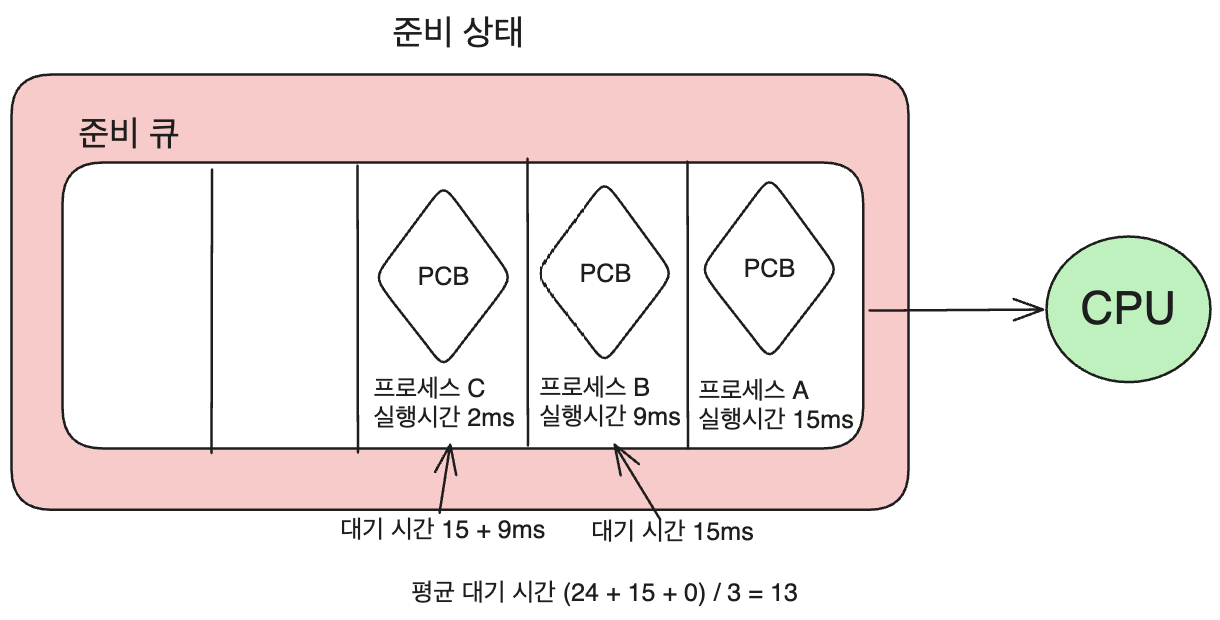 준비 상태
준비 큐
PCB
PCB
PCB
CPU
프로세스 C
실행시간 2ms
프로세스 B
실행시간 9ms
프로세스 A
실행시간 15ms
대기 시간 15 + 9ms
대기 시간 15ms
평균 대기 시간 (24 + 15 + 0) / 3 = 13